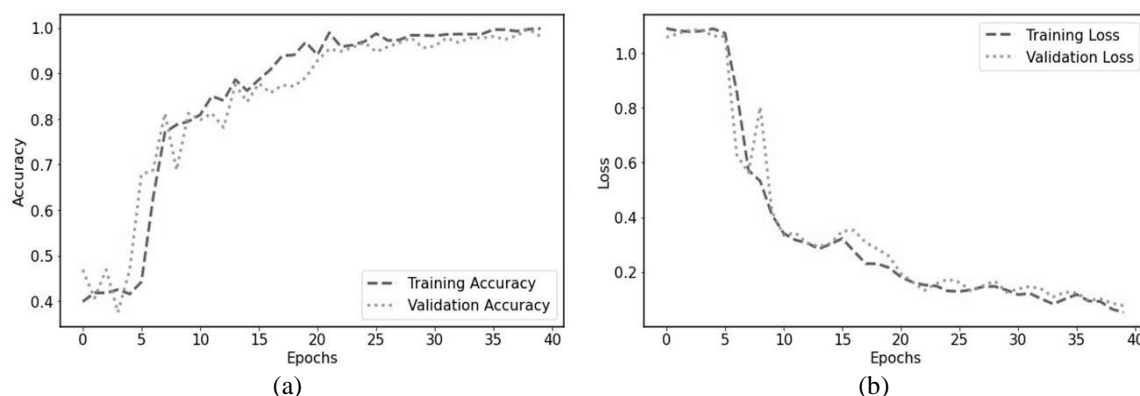 1.0
0.9
0.8
0.7
0.6
0.5
0.4
Accuracy
Training Accuracy
Validation Accuracy
0 5 10 15 20 25 30 35 40
Epochs
(a)
1.0
0.8
0.6
0.4
0.2
Loss
Training Loss
Validation Loss
0 5 10 15 20 25 30 35 40
Epochs
(b)